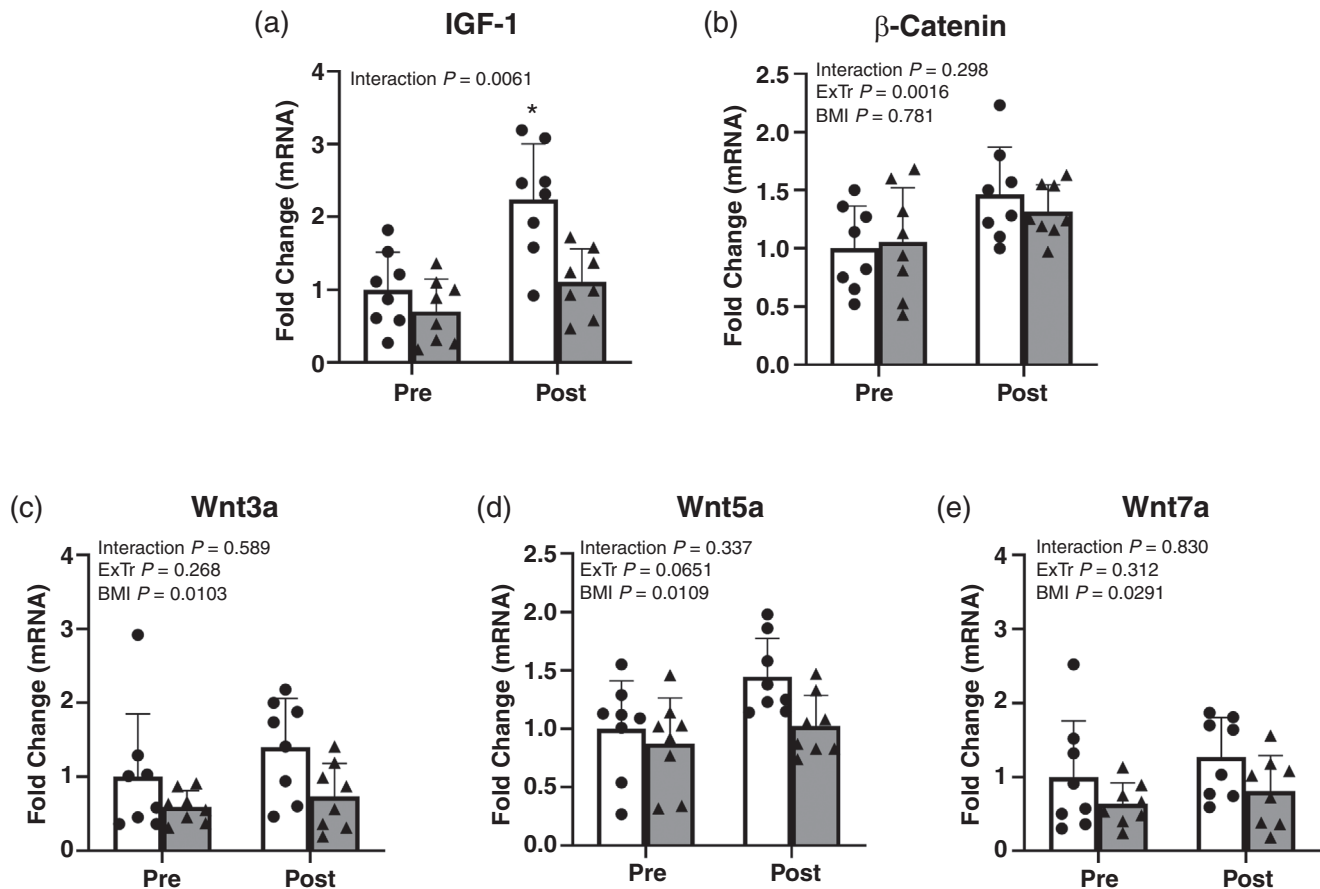 (a)
IGF-1
Interaction P = 0.0061
*
Fold Change (mRNA)
4
3
2
1
0
Pre
Post
(b)
β-Catenin
Interaction P = 0.298
ExTr P = 0.0016
BMI P = 0.781
Fold Change (mRNA)
2.5
2.0
1.5
1.0
0.5
0.0
Pre
Post
(c)
Wnt3a
Interaction P = 0.589
ExTr P = 0.268
BMI P = 0.0103
Fold Change (mRNA)
4
3
2
1
0
Pre
Post
(d)
Wnt5a
Interaction P = 0.337
ExTr P = 0.0651
BMI P = 0.0109
Fold Change (mRNA)
2.5
2.0
1.5
1.0
0.5
0.0
Pre
Post
(e)
Wnt7a
Interaction P = 0.830
ExTr P = 0.312
BMI P = 0.0291
Fold Change (mRNA)
4
3
2
1
0
Pre
Post